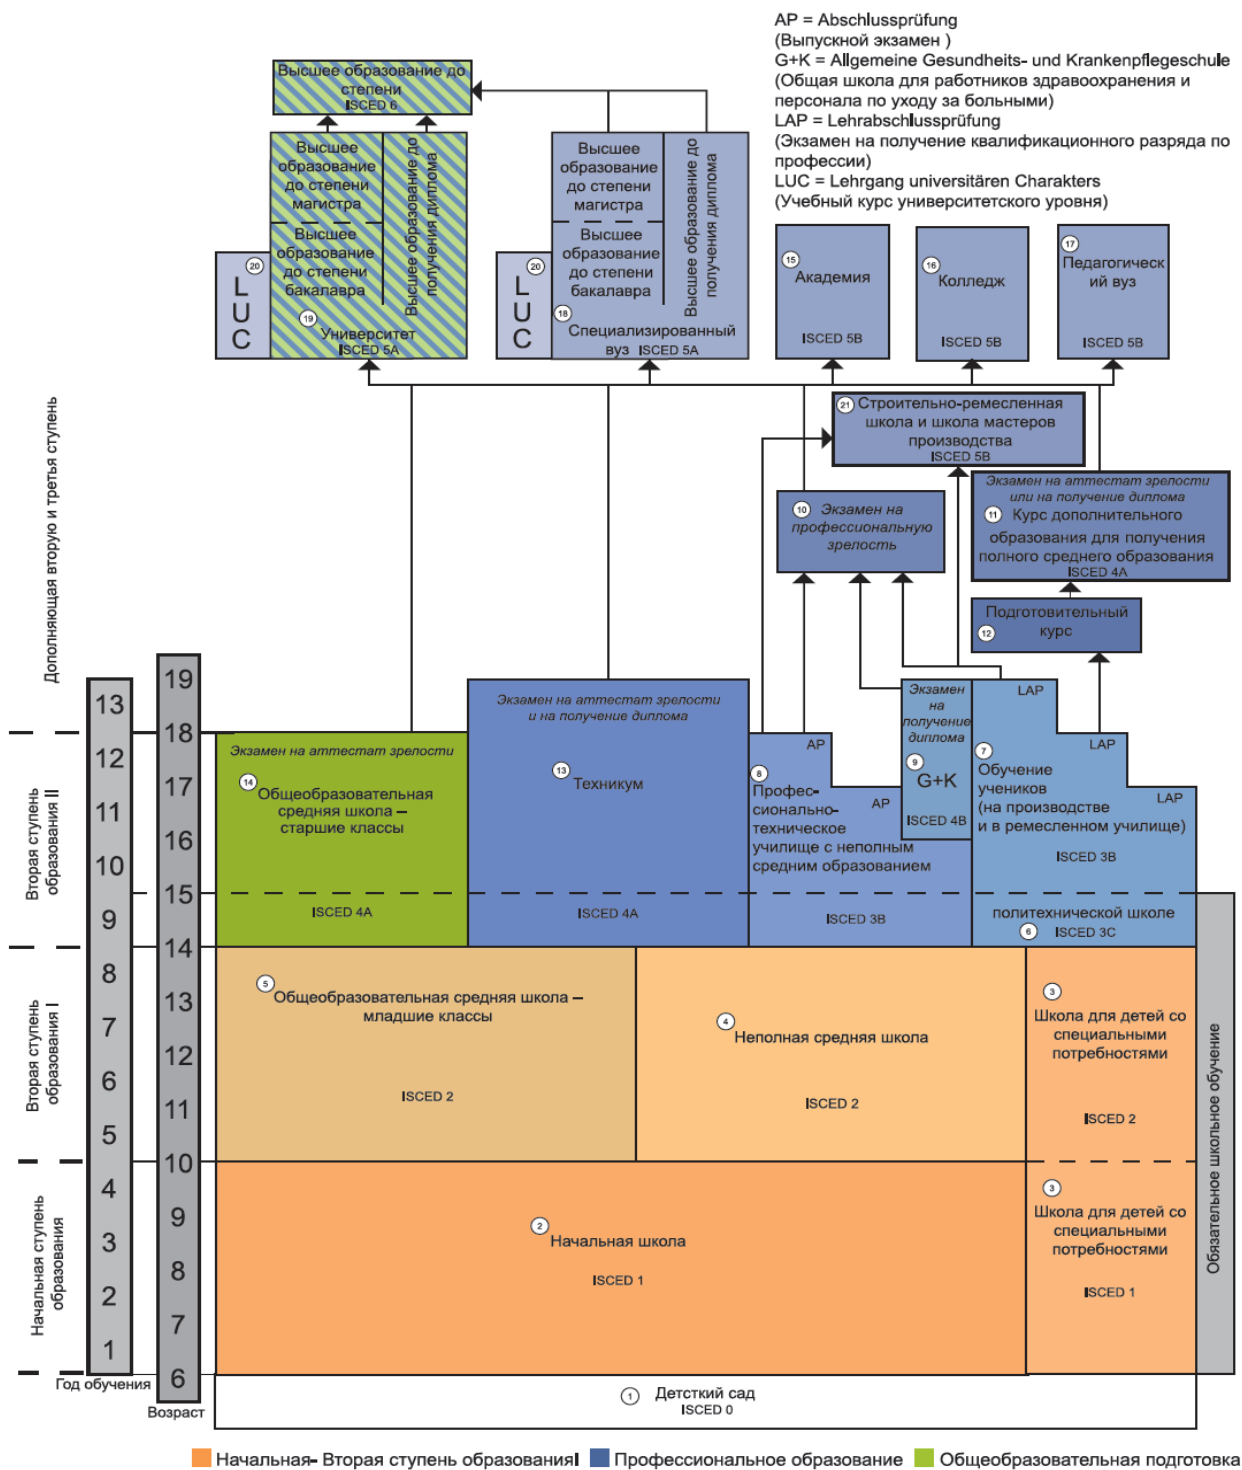 AP = Abschlussprüfung
(Выпускной экзамен )
G+K = Allgemeine Gesundheits- und Krankenpflegeschule
(Общая школа для работников здравоохранения и
персонала по уходу за больными)
LAP = Lehrabschlussprüfung
(Экзамен на получение квалификационного разряда по
профессии)
LUC = Lehrgang universitären Charakters
(Учебный курс университетского уровня)
Высшее образование до
степени
ISCED 6
Высшее
образование
до степени
магистра
Высшее
образование
до степени
бакалавра
Высшее образование до
получения диплома
19
Университет
ISCED 5A
20
L
U
C
Высшее
образование
до степени
магистра
Высшее
образование
до степени
бакалавра
Высшее образование до
получения диплома
18
Специализированный
вуз ISCED 5A
20
L
U
C
15
Академия
ISCED 5B
16
Колледж
ISCED 5B
17
Педагогическ
ий вуз
ISCED 5B
21 Строительно-ремесленная
школа и школа мастеров
производства
ISCED 5B
10 Экзамен на
профессиональную
зрелость
Экзамен на аттестат зрелости
или на получение диплома
11 Курс дополнительного
образования для получения
полного среднего образования
ISCED 4A
Подготовительный
12 курс
Дополняющая вторую и третья ступень
Вторая ступень
образования II
Вторая ступень
образования I
Начальная ступень
образования
13
12
11
10
9
8
7
6
5
4
3
2
1
Год обучения
19
18
17
16
15
14
13
12
11
10
9
8
7
6
Возраст
Экзамен на аттестат зрелости
14
Общеобразовательная
средняя школа –
старшие классы
ISCED 4A
Экзамен на аттестат зрелости
и на получение диплома
13
Техникум
ISCED 4A
AP
8
AP
Профес-
сионально-
техническое
училище с неполным
средним образованием
ISCED 3B
Экзамен
на
получение
диплома
9
G+K
ISCED 4B
LAP
LAP
LAP
7
Обучение
учеников
(на производстве
и в ремесленном училище)
ISCED 3B
политехнической школе
6 ISCED 3C
5
Общеобразовательная средняя школа –
младшие классы
ISCED 2
4
Неполная средняя школа
ISCED 2
3
Школа для детей со
специальными
потребностями
ISCED 2
2
Начальная школа
ISCED 1
3
Школа для детей со
специальными
потребностями
ISCED 1
Обязательное школьное обучение
1 Детсткий сад
ISCED 0
Начальная- Вторая ступень образованияI
Профессиональное образование
Общеобразовательная подготовка